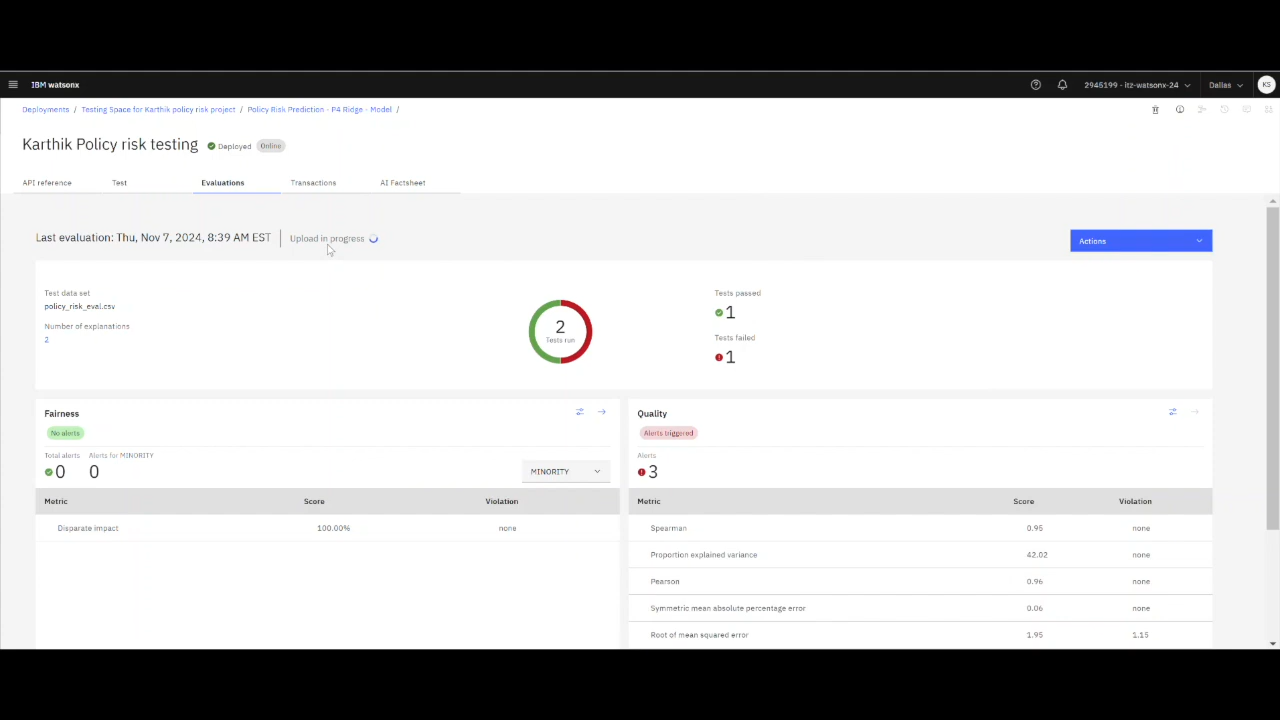 IBM watsonx
2945199 - itz-watsonx-24
Dallas
KS
Deployments / Testing Space for Karthik policy risk project / Policy Risk Prediction - P4 Ridge - Model /
Karthik Policy risk testing
Deployed
Online
API reference
Test
Evaluations
Transactions
AI Factsheet
Last evaluation: Thu, Nov 7, 2024, 8:39 AM EST
Upload in progress
Actions
Test data set
policy_risk_eval.csv
Number of explanations
2
2
Tests run
Tests passed
1
Tests failed
1
Fairness
No alerts
Total alerts Alerts for MINORITY
0 0
MINORITY
Metric Score Violation
Disparate impact 100.00% none
Quality
Alerts triggered
Alerts
3
Metric Score Violation
Spearman 0.95 none
Proportion explained variance 42.02 none
Pearson 0.96 none
Symmetric mean absolute percentage error 0.06 none
Root of mean squared error 1.95 1.15